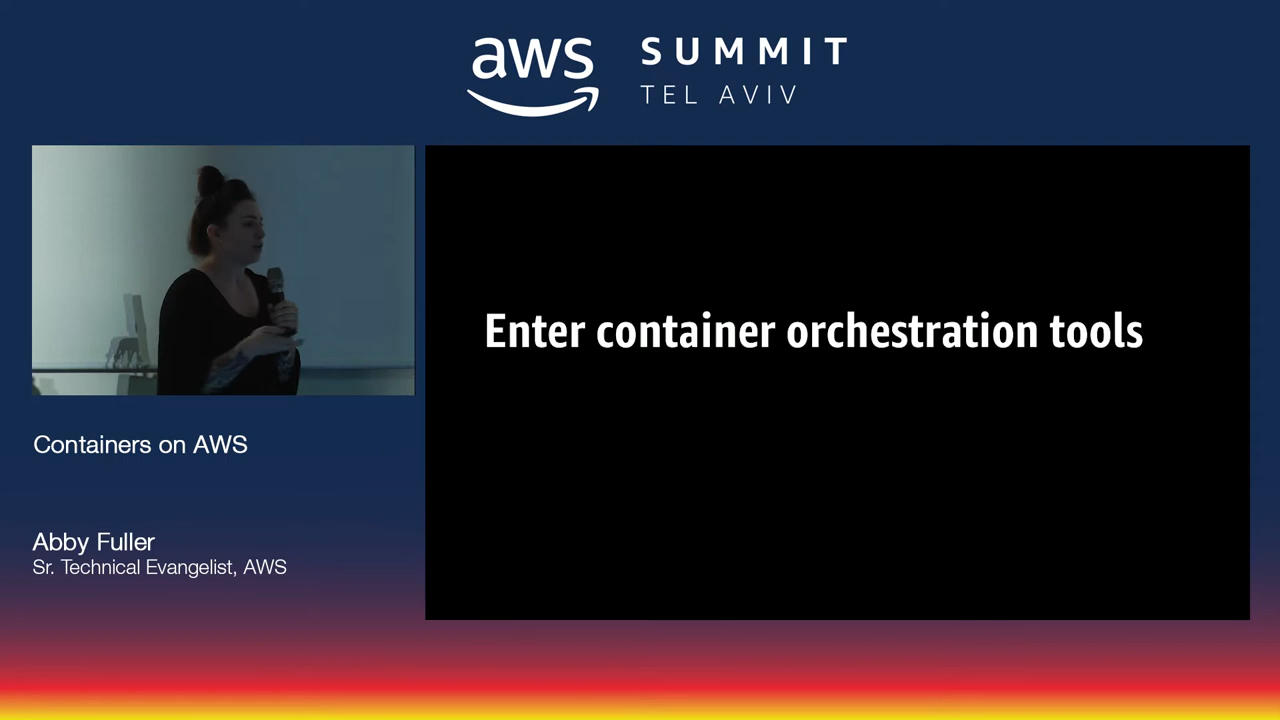 aws
SUMMIT
TEL AVIV
Enter container orchestration tools
Containers on AWS
Abby Fuller
Sr. Technical Evangelist, AWS